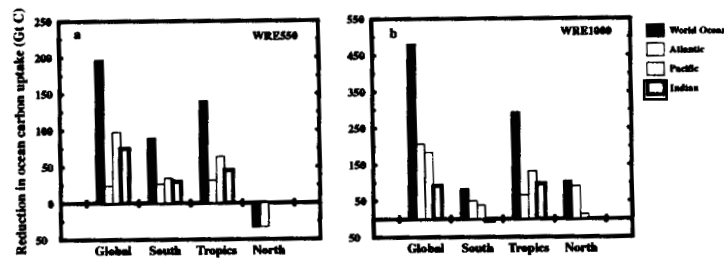 Reduction in ocean carbon uptake (Gt C)
250
200
150
100
50
0
50
a
WRE550
Global South Tropics North
550
450
350
250
150
50
50
b
WRE1000
Global South Tropics North
World Ocean
Atlantic
Pacific
Indian